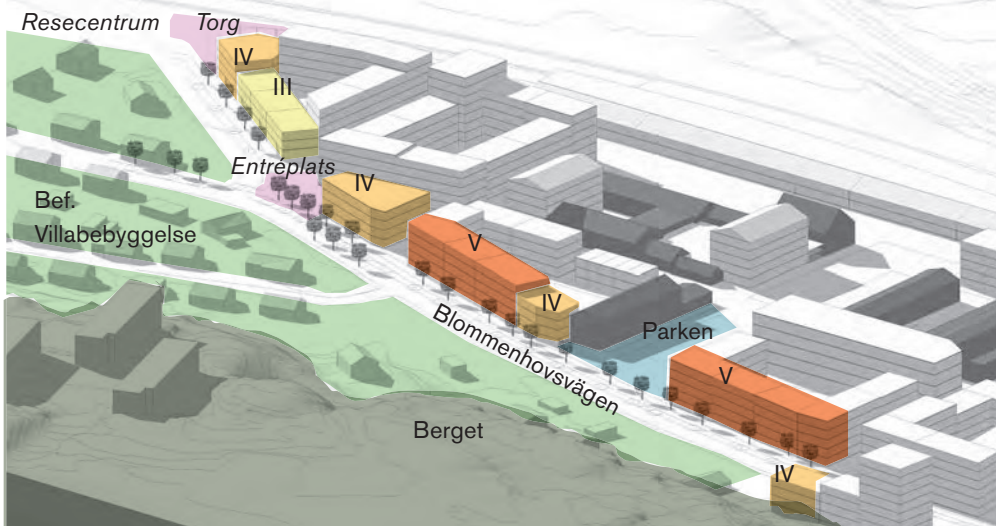 Resecentrum
Torg
IV
III
Entréplats
IV
Bef.
Villabebyggelse
V
IV
Blommenhovsvägen
Parken
V
Berget
IV